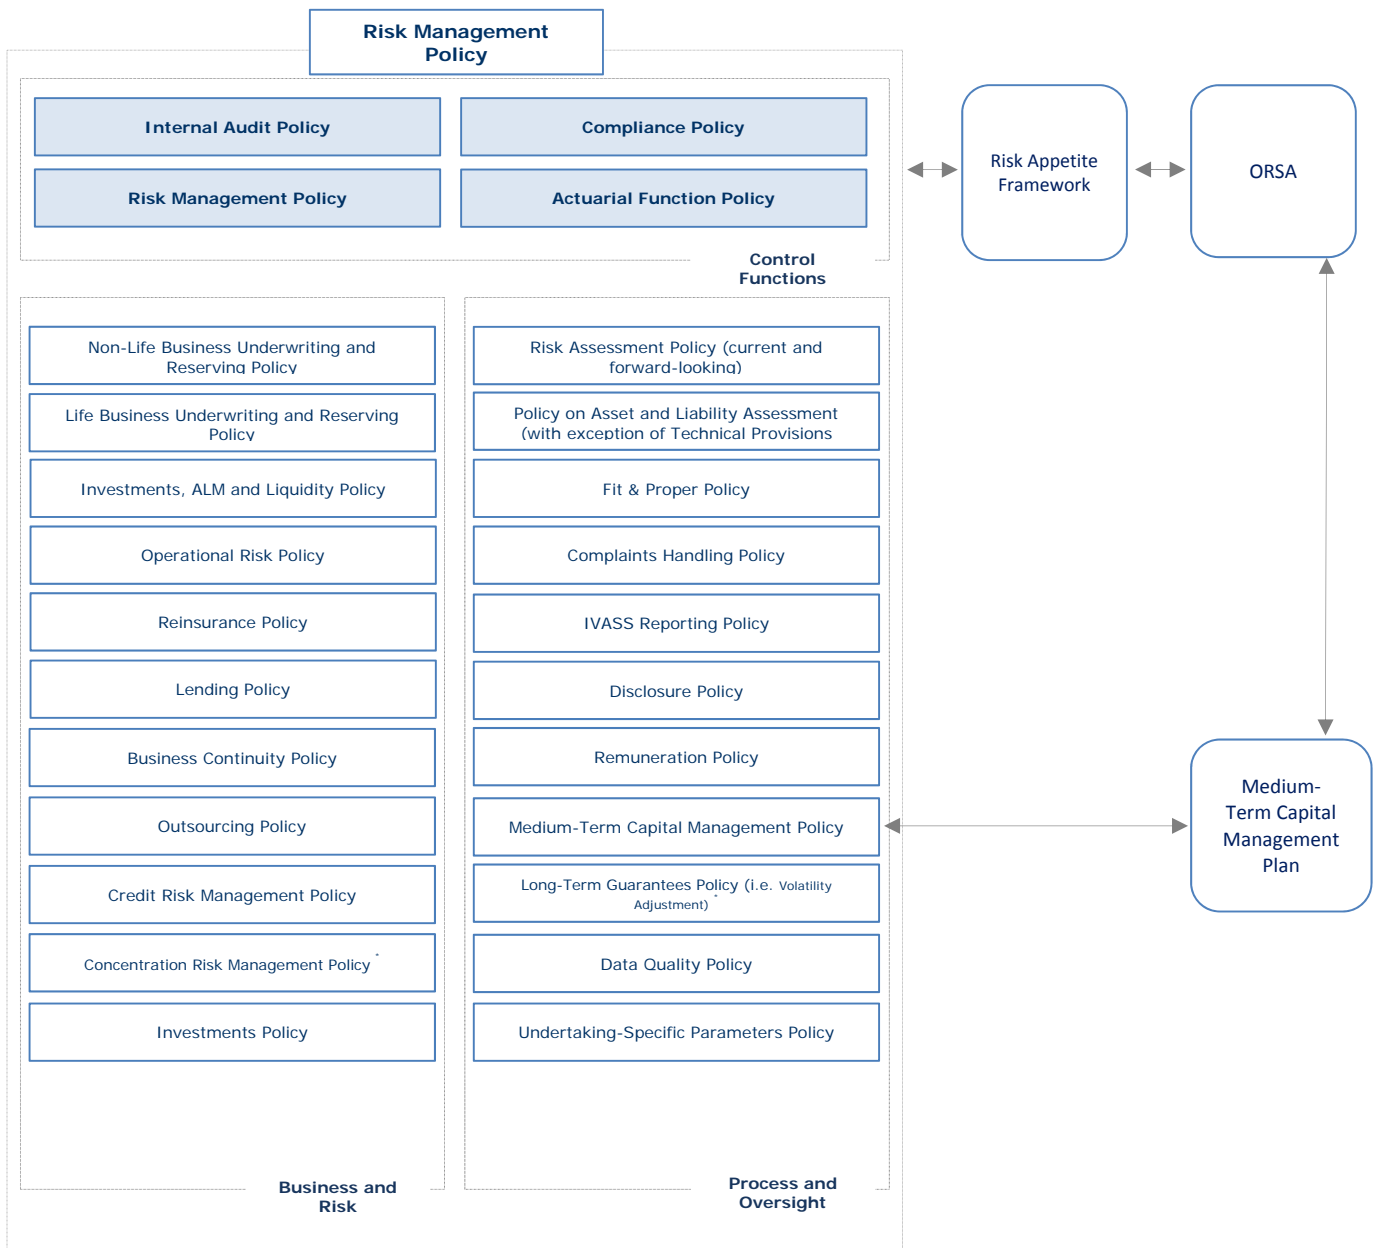 Risk Management
Policy
Internal Audit Policy
Compliance Policy
Risk Management Policy
Actuarial Function Policy
Control
Functions
Risk Appetite
Framework
ORSA
Non-Life Business Underwriting and
Reserving Policy
Life Business Underwriting and Reserving
Policy
Investments, ALM and Liquidity Policy
Operational Risk Policy
Reinsurance Policy
Lending Policy
Business Continuity Policy
Outsourcing Policy
Credit Risk Management Policy
Concentration Risk Management Policy *
Investments Policy
Business and
Risk
Risk Assessment Policy (current and
forward-looking)
Policy on Asset and Liability Assessment
(with exception of Technical Provisions
Fit & Proper Policy
Complaints Handling Policy
IVASS Reporting Policy
Disclosure Policy
Remuneration Policy
Medium-Term Capital Management Policy
Long-Term Guarantees Policy (i.e. Volatility
Adjustment) *
Data Quality Policy
Undertaking-Specific Parameters Policy
Process and
Oversight
Medium-
Term Capital
Management
Plan